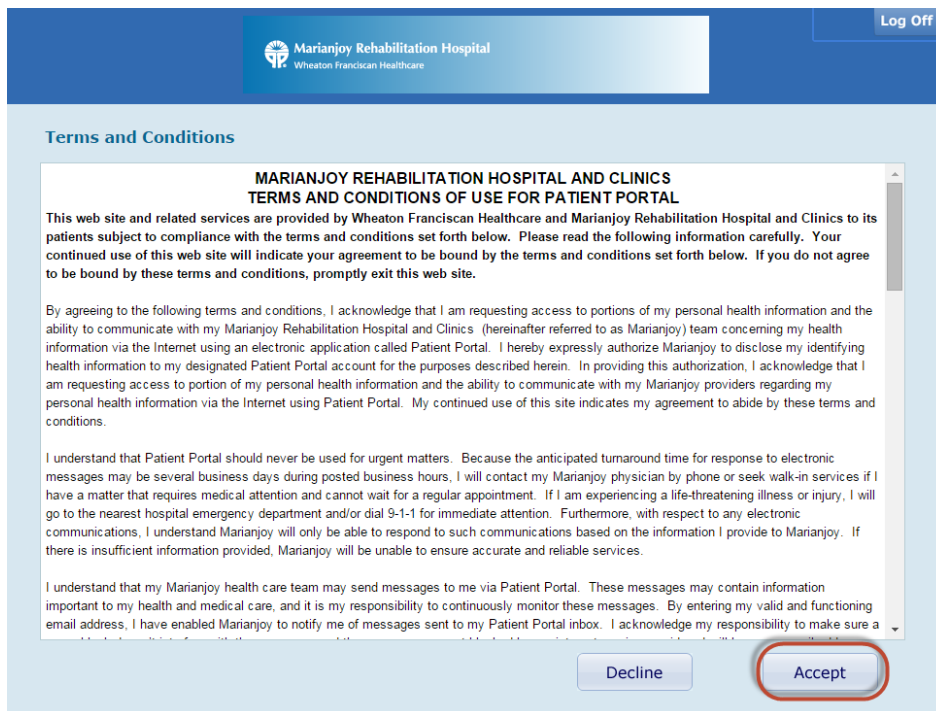 Log Off
Marianjoy Rehabilitation Hospital
Wheaton Franciscan Healthcare
Terms and Conditions
MARIANJOY REHABILITATION HOSPITAL AND CLINICS
TERMS AND CONDITIONS OF USE FOR PATIENT PORTAL
This web site and related services are provided by Wheaton Franciscan Healthcare and Marianjoy Rehabilitation Hospital and Clinics to its
patients subject to compliance with the terms and conditions set forth below. Please read the following information carefully. Your
continued use of this web site will indicate your agreement to be bound by the terms and conditions set forth below. If you do not agree
to be bound by these terms and conditions, promptly exit this web site.
By agreeing to the following terms and conditions, I acknowledge that I am requesting access to portions of my personal health information and the
ability to communicate with my Marianjoy Rehabilitation Hospital and Clinics (hereinafter referred to as Marianjoy) team concerning my health
information via the Internet using an electronic application called Patient Portal. I hereby expressly authorize Marianjoy to disclose my identifying
health information to my designated Patient Portal account for the purposes described herein. In providing this authorization, I acknowledge that I
am requesting access to portion of my personal health information and the ability to communicate with my Marianjoy providers regarding my
personal health information via the Internet using Patient Portal. My continued use of this site indicates my agreement to abide by these terms and
conditions.
I understand that Patient Portal should never be used for urgent matters. Because the anticipated turnaround time for response to electronic
messages may be several business days during posted business hours, I will contact my Marianjoy physician by phone or seek walk-in services if I
have a matter that requires medical attention and cannot wait for a regular appointment. If I am experiencing a life-threatening illness or injury, I will
go to the nearest hospital emergency department and/or dial 9-1-1 for immediate attention. Furthermore, with respect to any electronic
communications, I understand Marianjoy will only be able to respond to such communications based on the information I provide to Marianjoy. If
there is insufficient information provided, Marianjoy will be unable to ensure accurate and reliable services.
I understand that my Marianjoy health care team may send messages to me via Patient Portal. These messages may contain information
important to my health and medical care, and it is my responsibility to continuously monitor these messages. By entering my valid and functioning
email address, I have enabled Marianjoy to notify me of messages sent to my Patient Portal inbox. I acknowledge my responsibility to make sure a
Decline
Accept